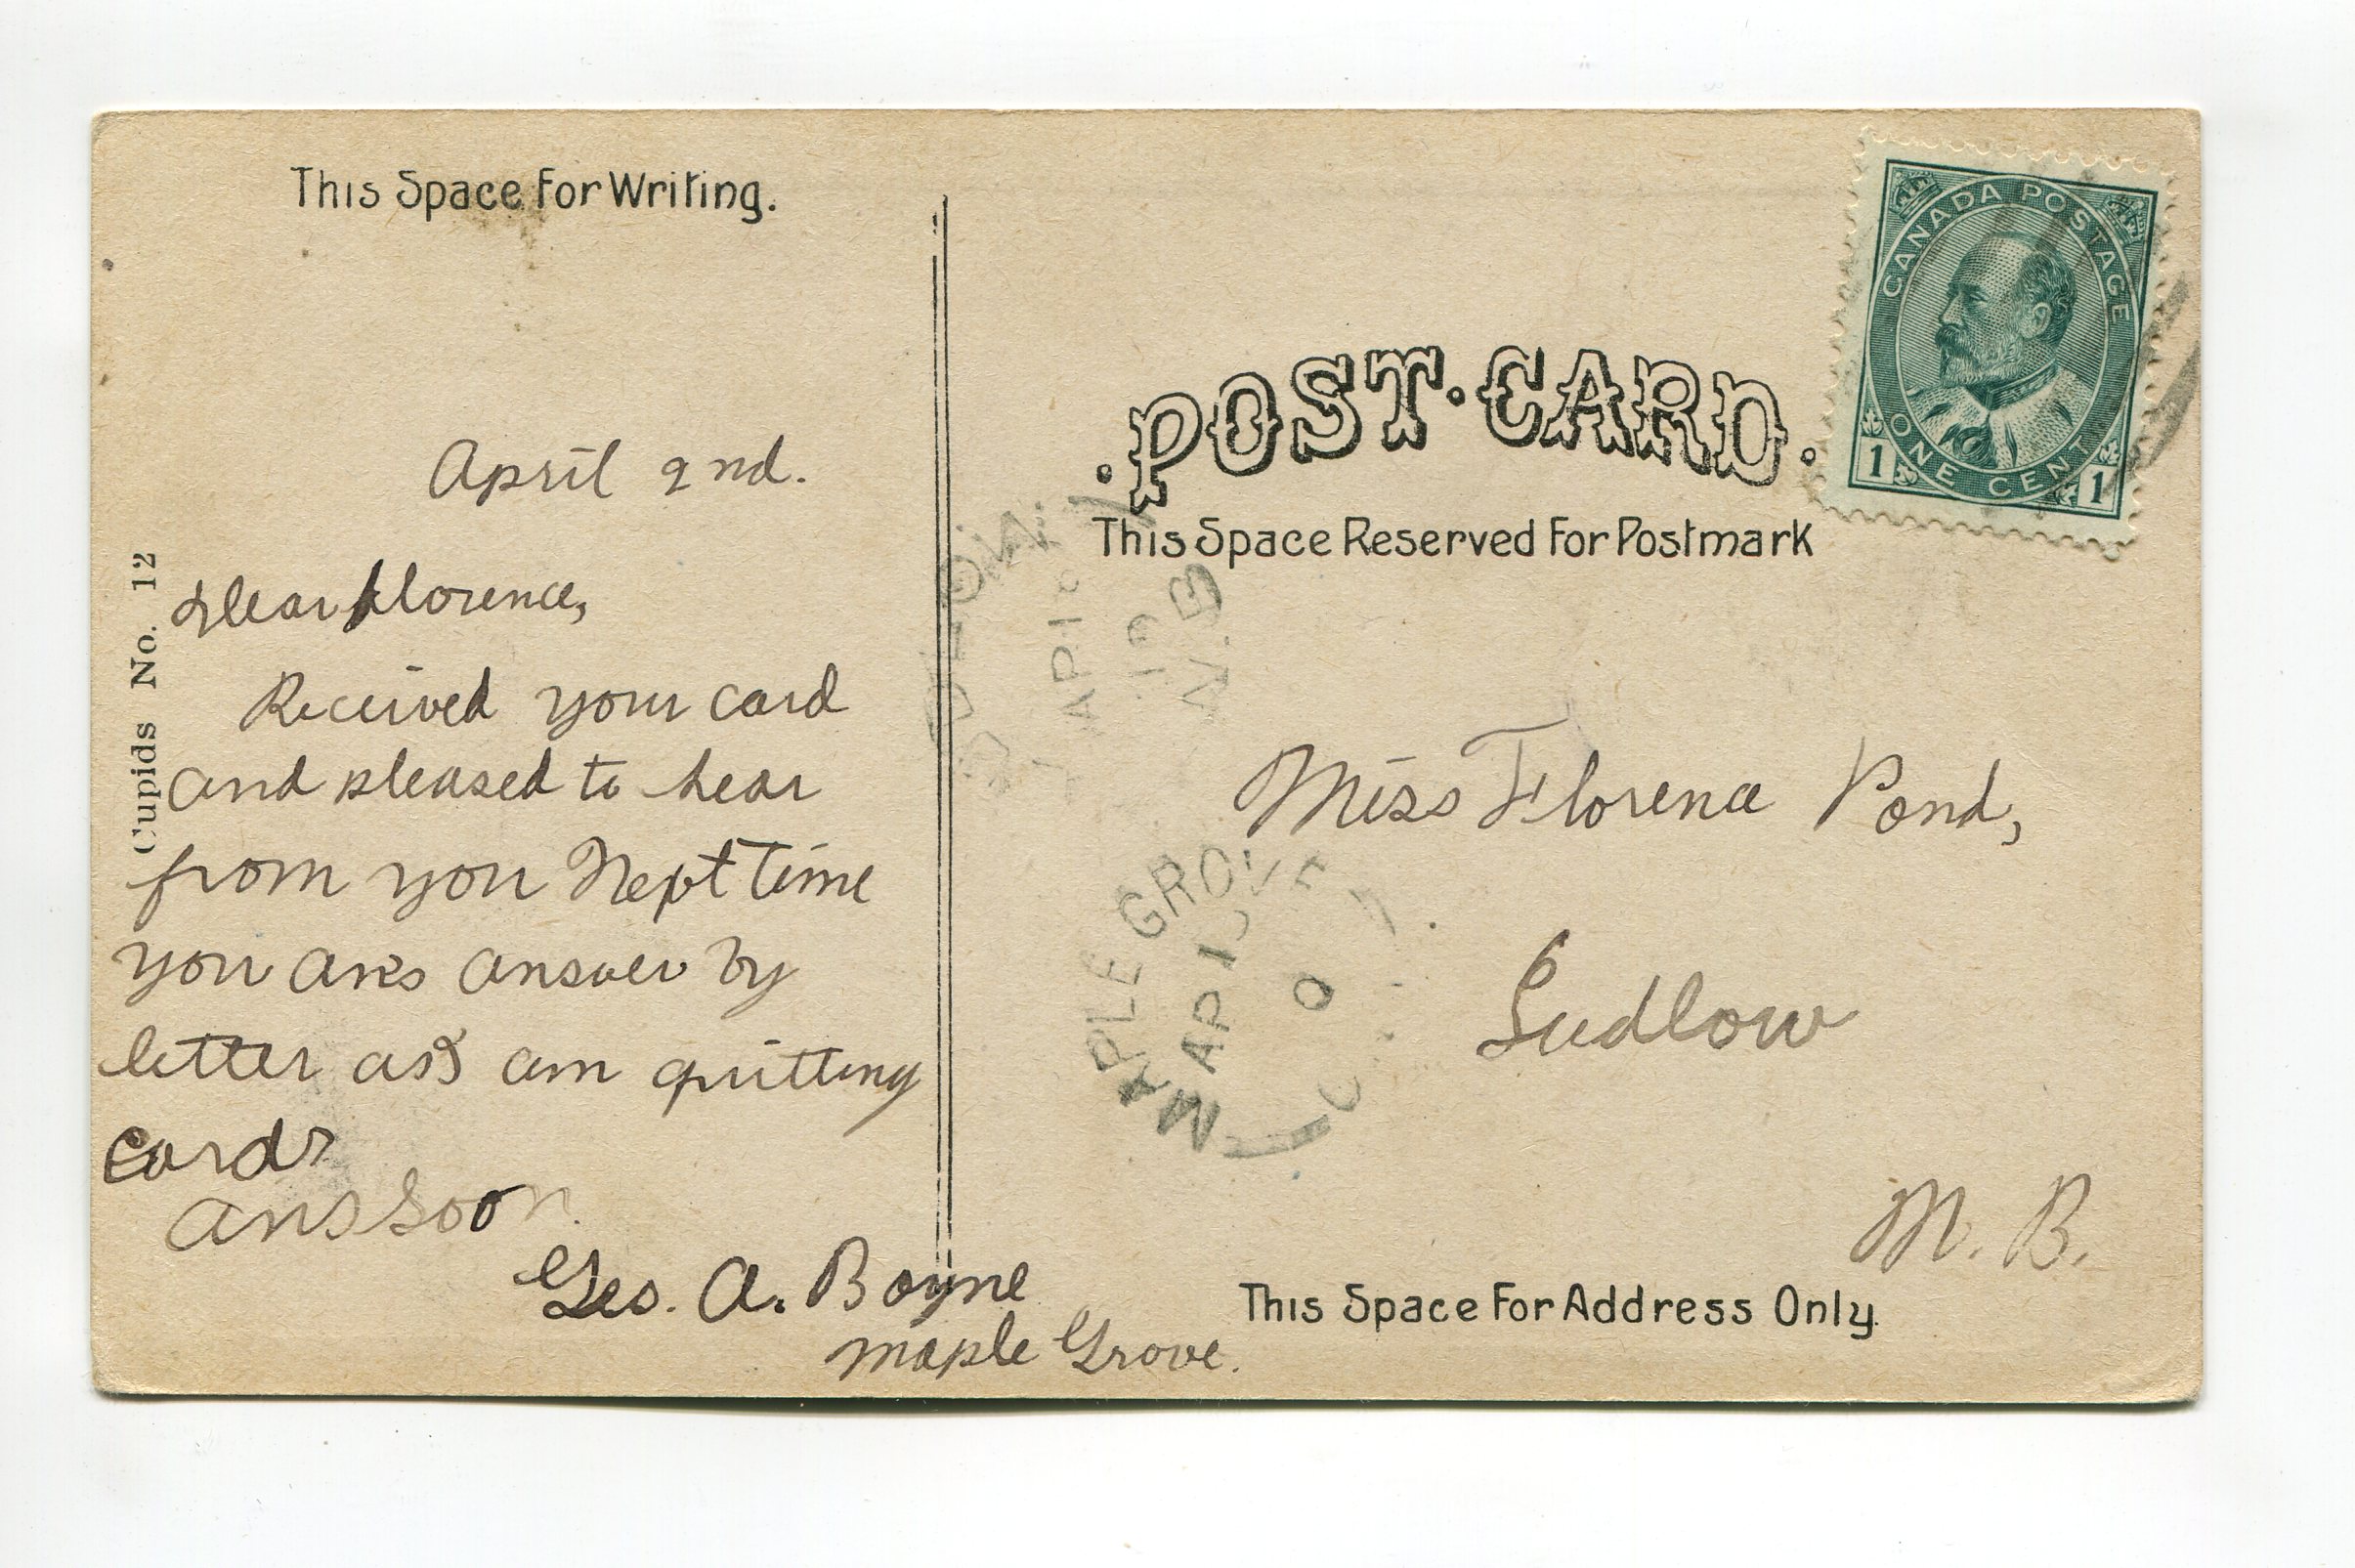 This Space For Writing.
April 2nd.
Dear Florence,
Received your card
and pleased to hear
from you Next time
you ans answer by
letter as I am quitting
Cards
ans soon.
Geo. A. Boyne
Maple Grove.
Cupids No. 12
CANADA POSTAGE
ONE CENT
1 1
POST · CARD.
This Space Reserved For Postmark
AP
N.B
Miss Florence Pond,
MAPLE GROVE
AP
Ludlow
N. B.
This Space For Address Only.